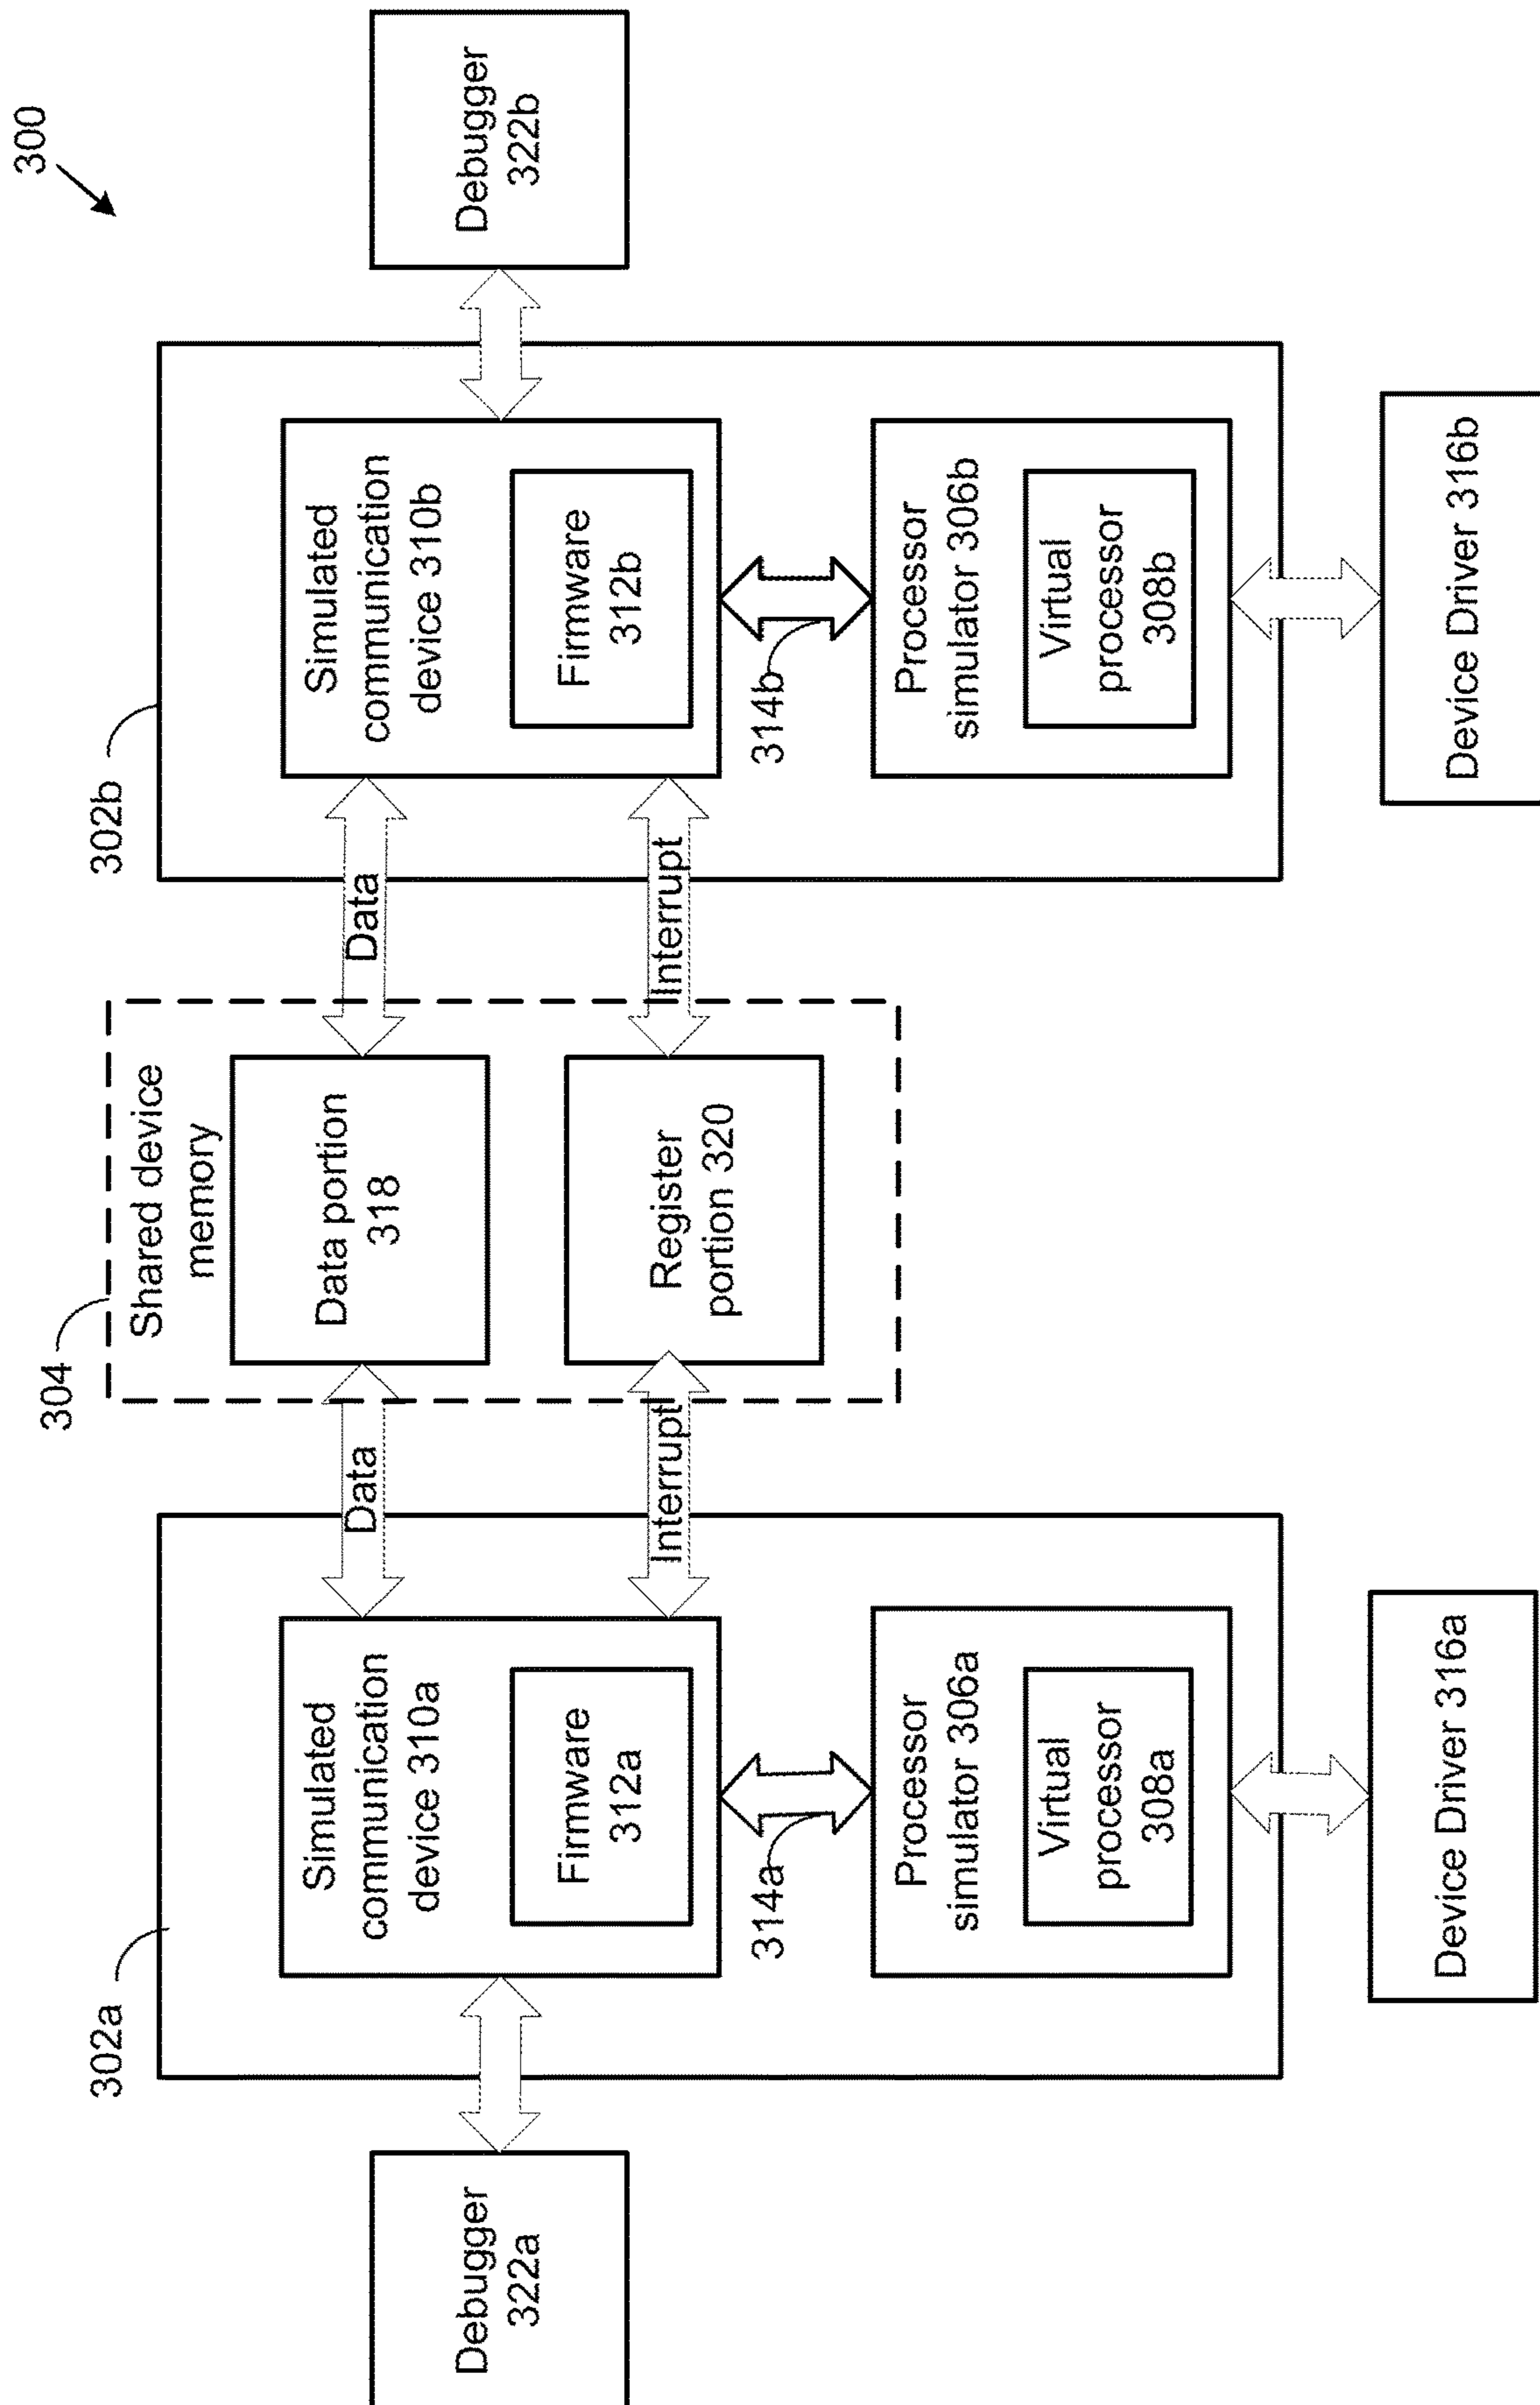 300
302a
304
302b
Debugger
322a
Simulated
communication
device 310a
Firmware
312a
314a
Processor
simulator 306a
Virtual
processor
308a
Device Driver 316a
Data
Interrupt
Shared device
memory
Data portion
318
Register
portion 320
Data
Interrupt
Simulated
communication
device 310b
Firmware
312b
314b
Processor
simulator 306b
Virtual
processor
308b
Device Driver 316b
Debugger
322b